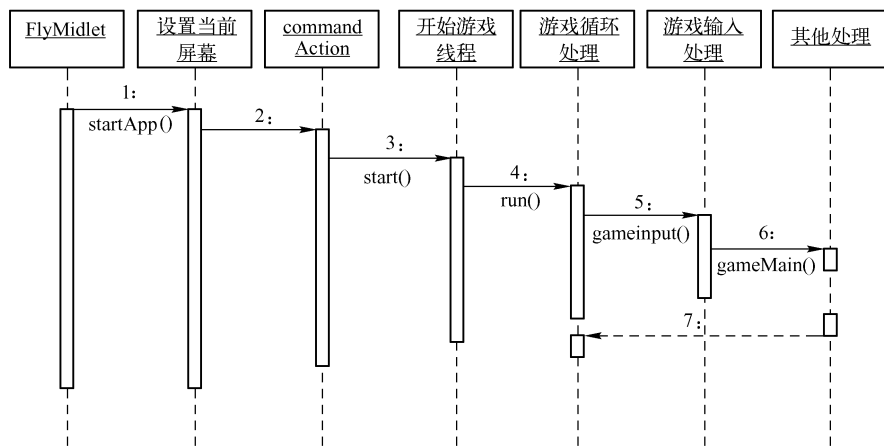 FlyMidlet
设置当前
屏幕
command
Action
开始游戏
线程
游戏循环
处理
游戏输入
处理
其他处理
1：
startApp()
2：
3：
start()
4：
run()
5：
gameinput()
6：
gameMain()
7：